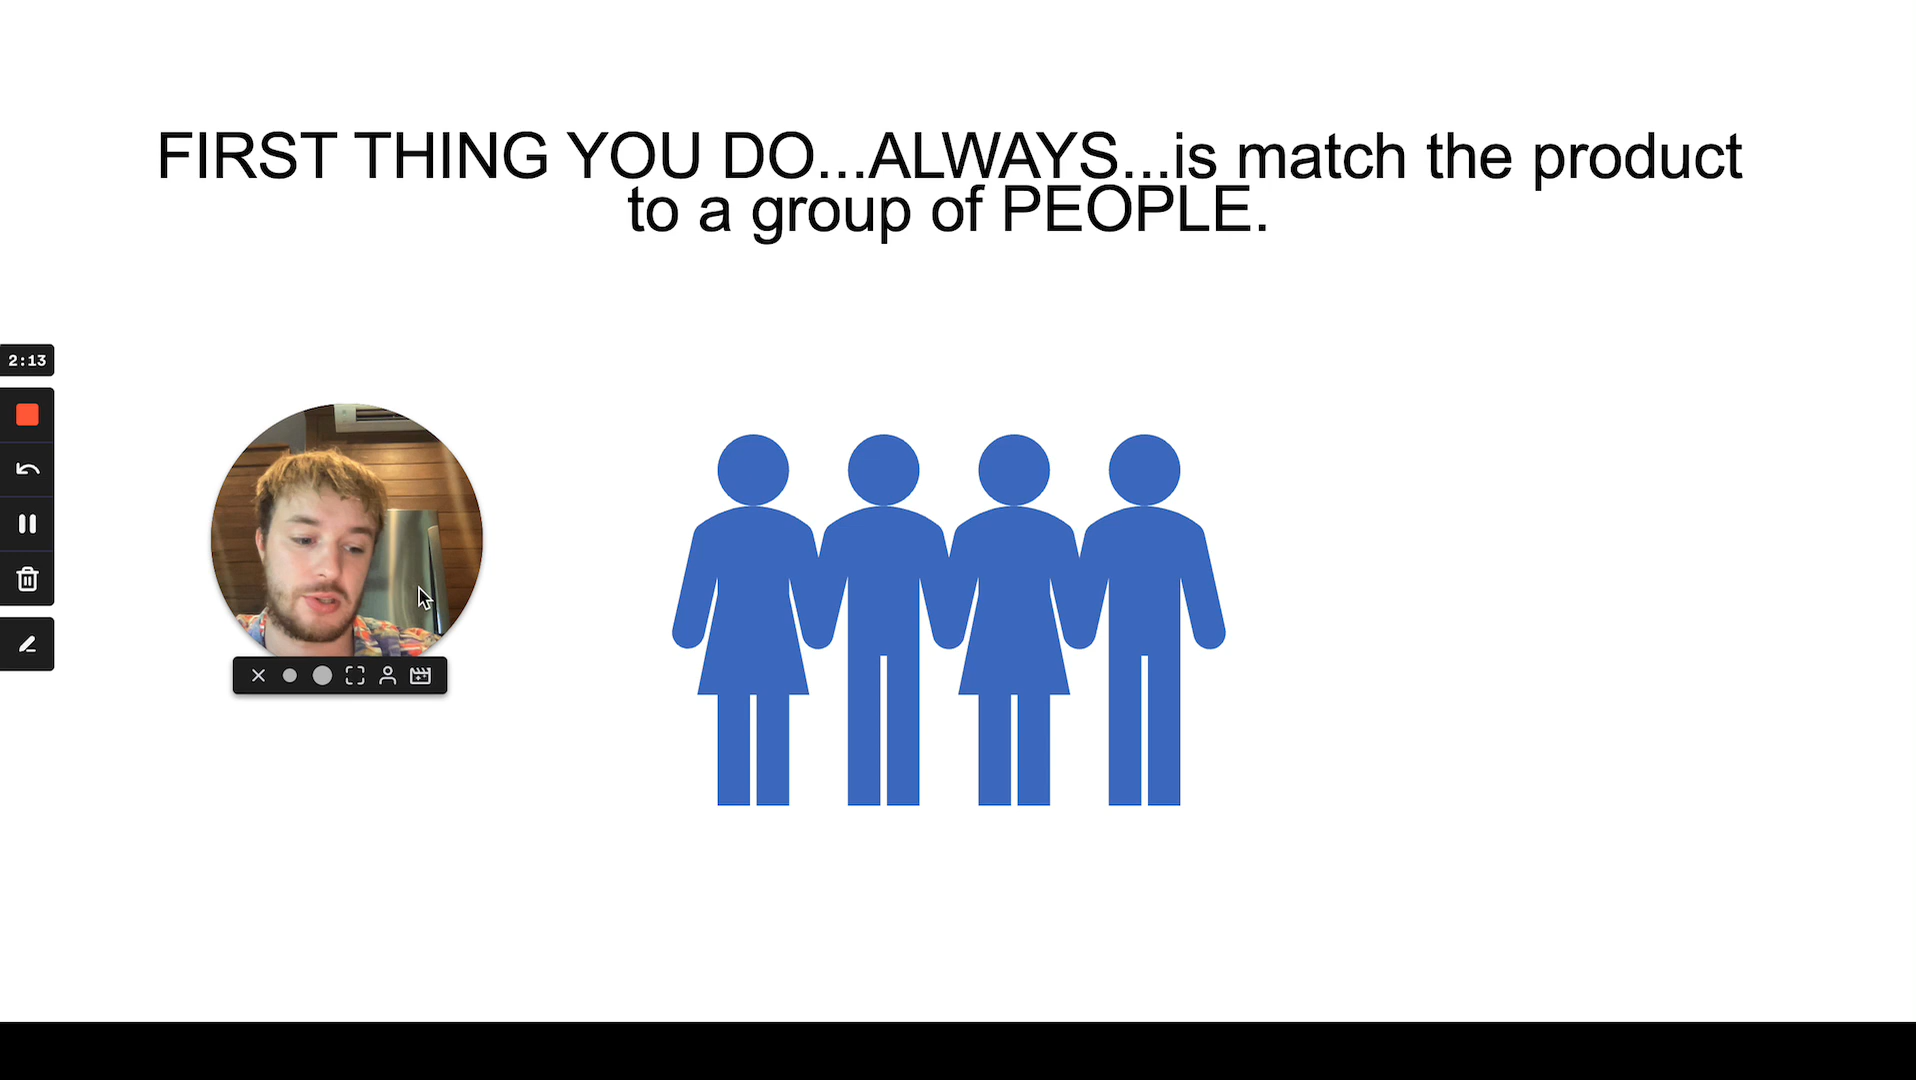 FIRST THING YOU DO...ALWAYS...is match the product
to a group of PEOPLE.
2:13